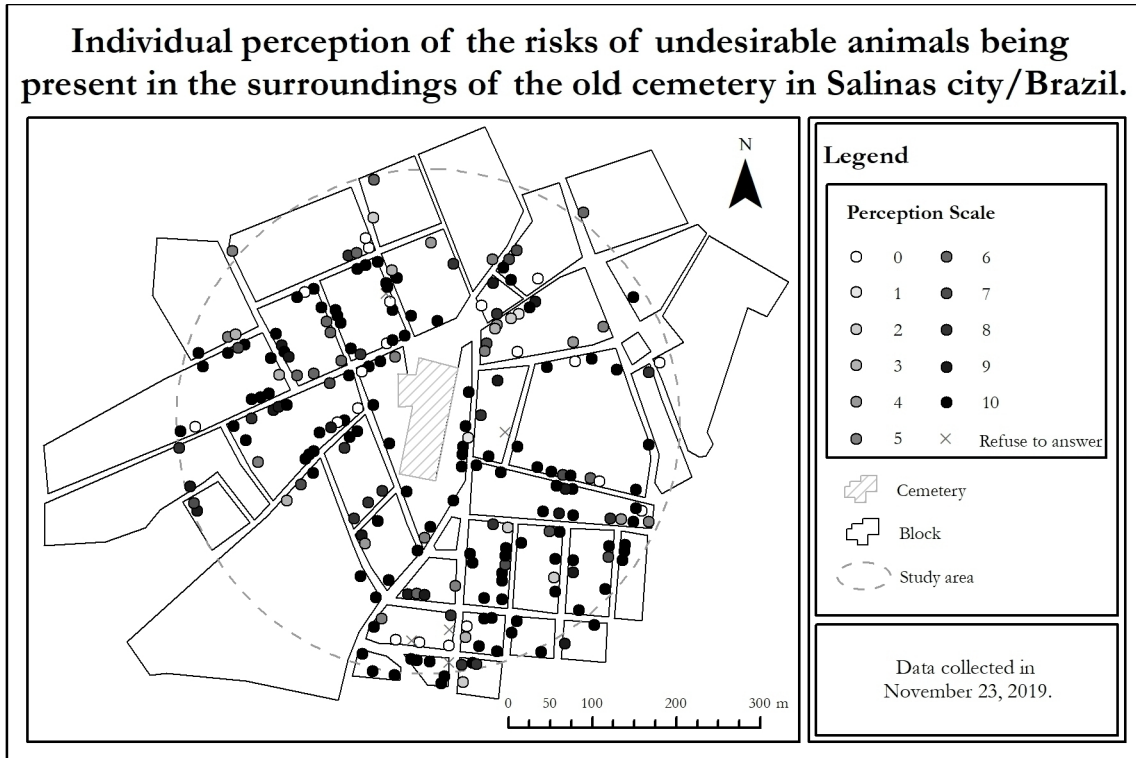 Individual perception of the risks of undesirable animals being
present in the surroundings of the old cemetery in Salinas city/Brazil.
N
0 50 100 200 300 m
Legend
Perception Scale
0 6
1 7
2 8
3 9
4 10
5 Refuse to answer
Cemetery
Block
Study area
Data collected in
November 23, 2019.